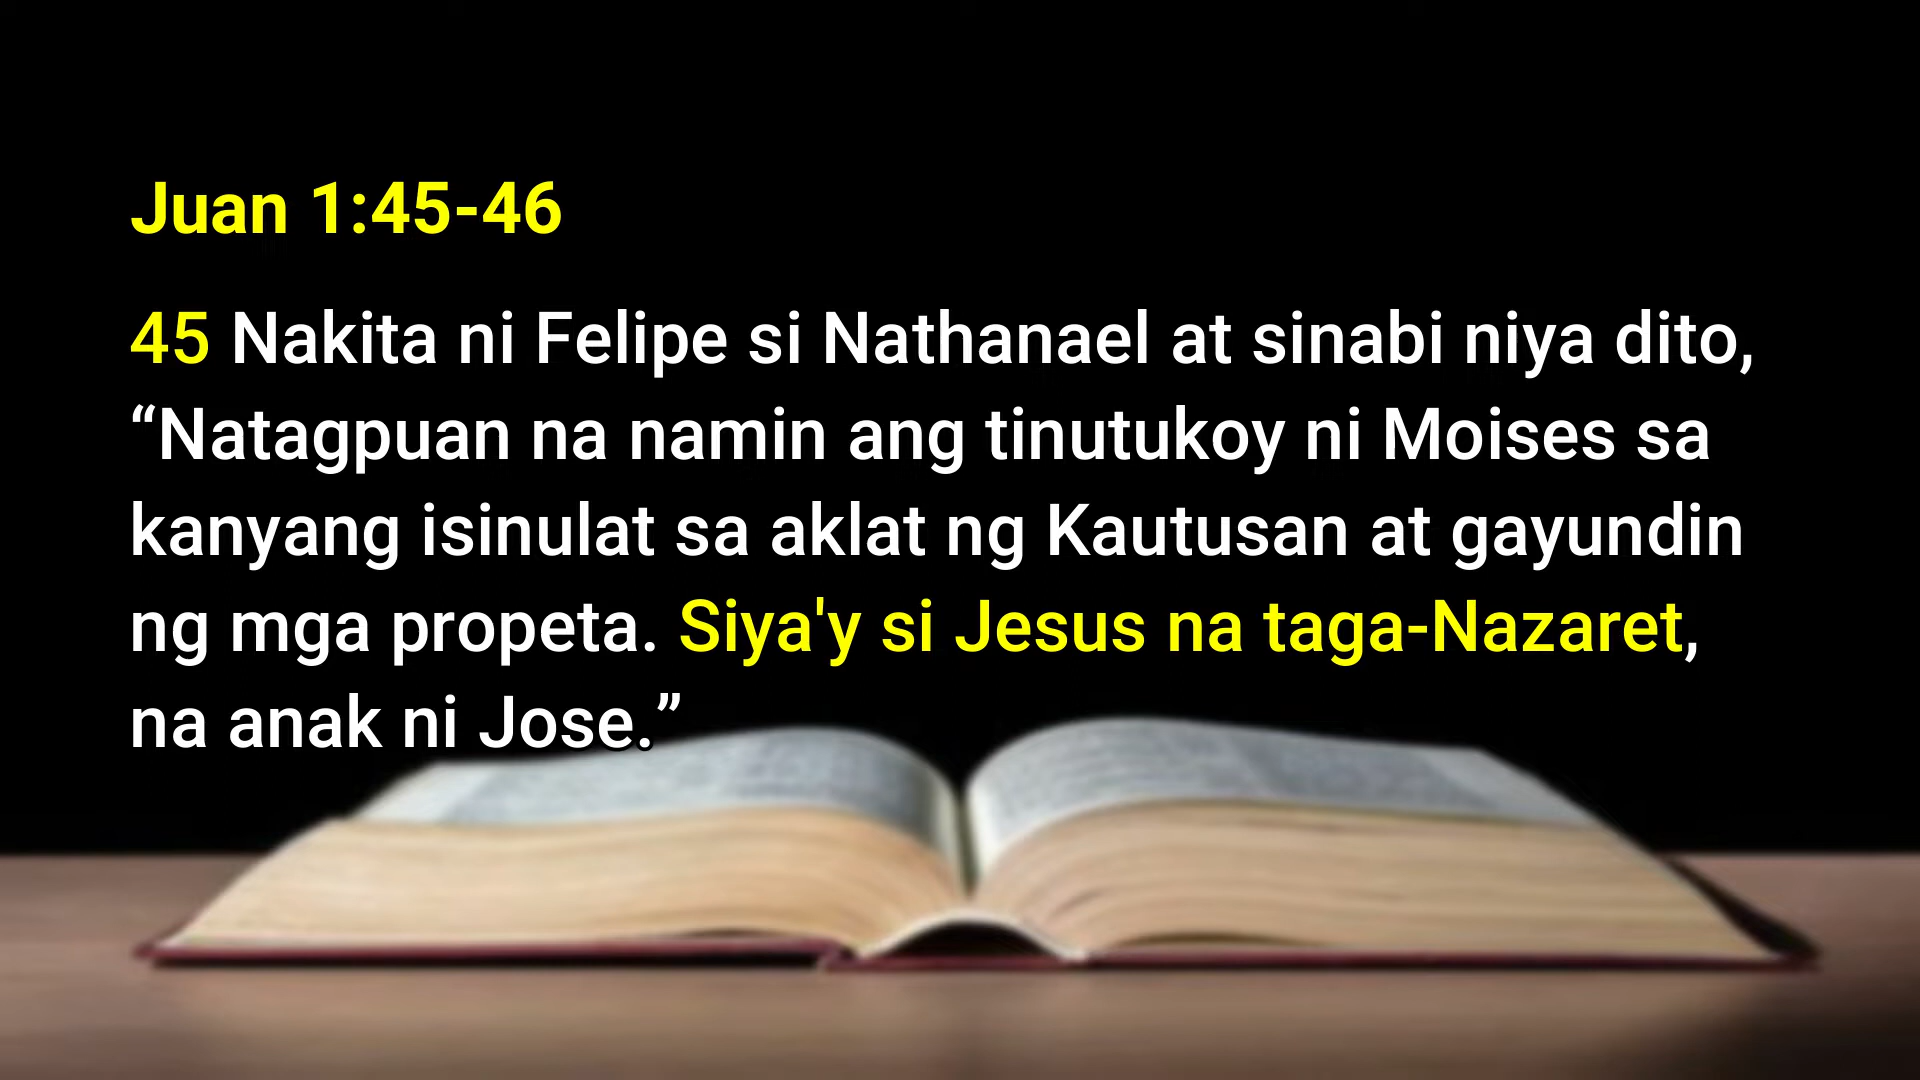 Juan 1:45-46
45 Nakita ni Felipe si Nathanael at sinabi niya dito,
“Natagpuan na namin ang tinutukoy ni Moises sa
kanyang isinulat sa aklat ng Kautusan at gayundin
ng mga propeta. Siya'y si Jesus na taga-Nazaret,
na anak ni Jose.”